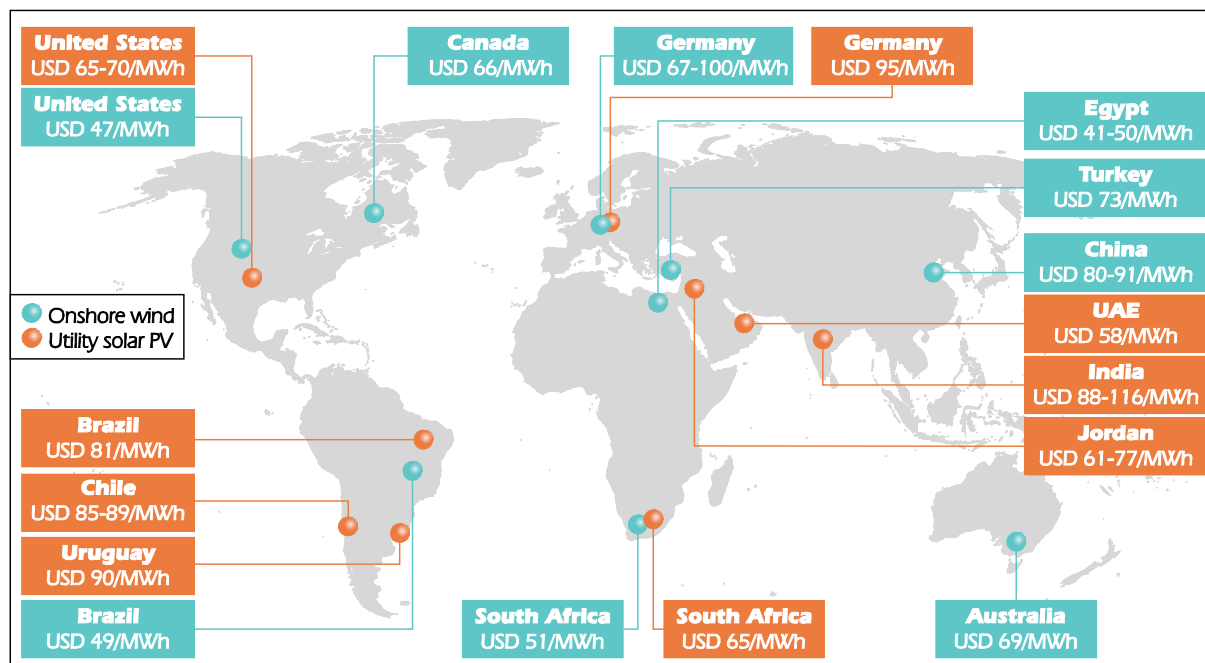 United States
USD 65-70/MWh
United States
USD 47/MWh
Canada
USD 66/MWh
Germany
USD 67-100/MWh
Germany
USD 95/MWh
Egypt
USD 41-50/MWh
Turkey
USD 73/MWh
China
USD 80-91/MWh
UAE
USD 58/MWh
India
USD 88-116/MWh
Jordan
USD 61-77/MWh
Onshore wind
Utility solar PV
Brazil
USD 81/MWh
Chile
USD 85-89/MWh
Uruguay
USD 90/MWh
Brazil
USD 49/MWh
South Africa
USD 51/MWh
South Africa
USD 65/MWh
Australia
USD 69/MWh